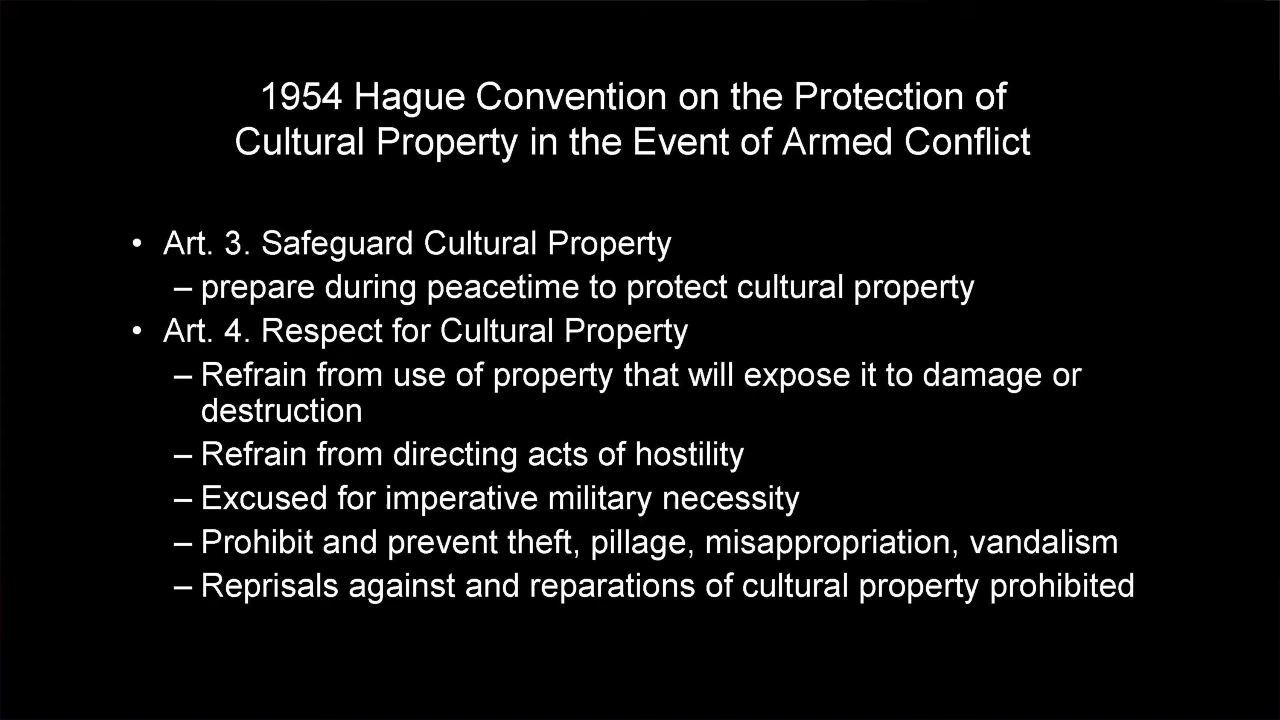 1954 Hague Convention on the Protection of
Cultural Property in the Event of Armed Conflict
• Art. 3. Safeguard Cultural Property
– prepare during peacetime to protect cultural property
• Art. 4. Respect for Cultural Property
– Refrain from use of property that will expose it to damage or
destruction
– Refrain from directing acts of hostility
– Excused for imperative military necessity
– Prohibit and prevent theft, pillage, misappropriation, vandalism
– Reprisals against and reparations of cultural property prohibited